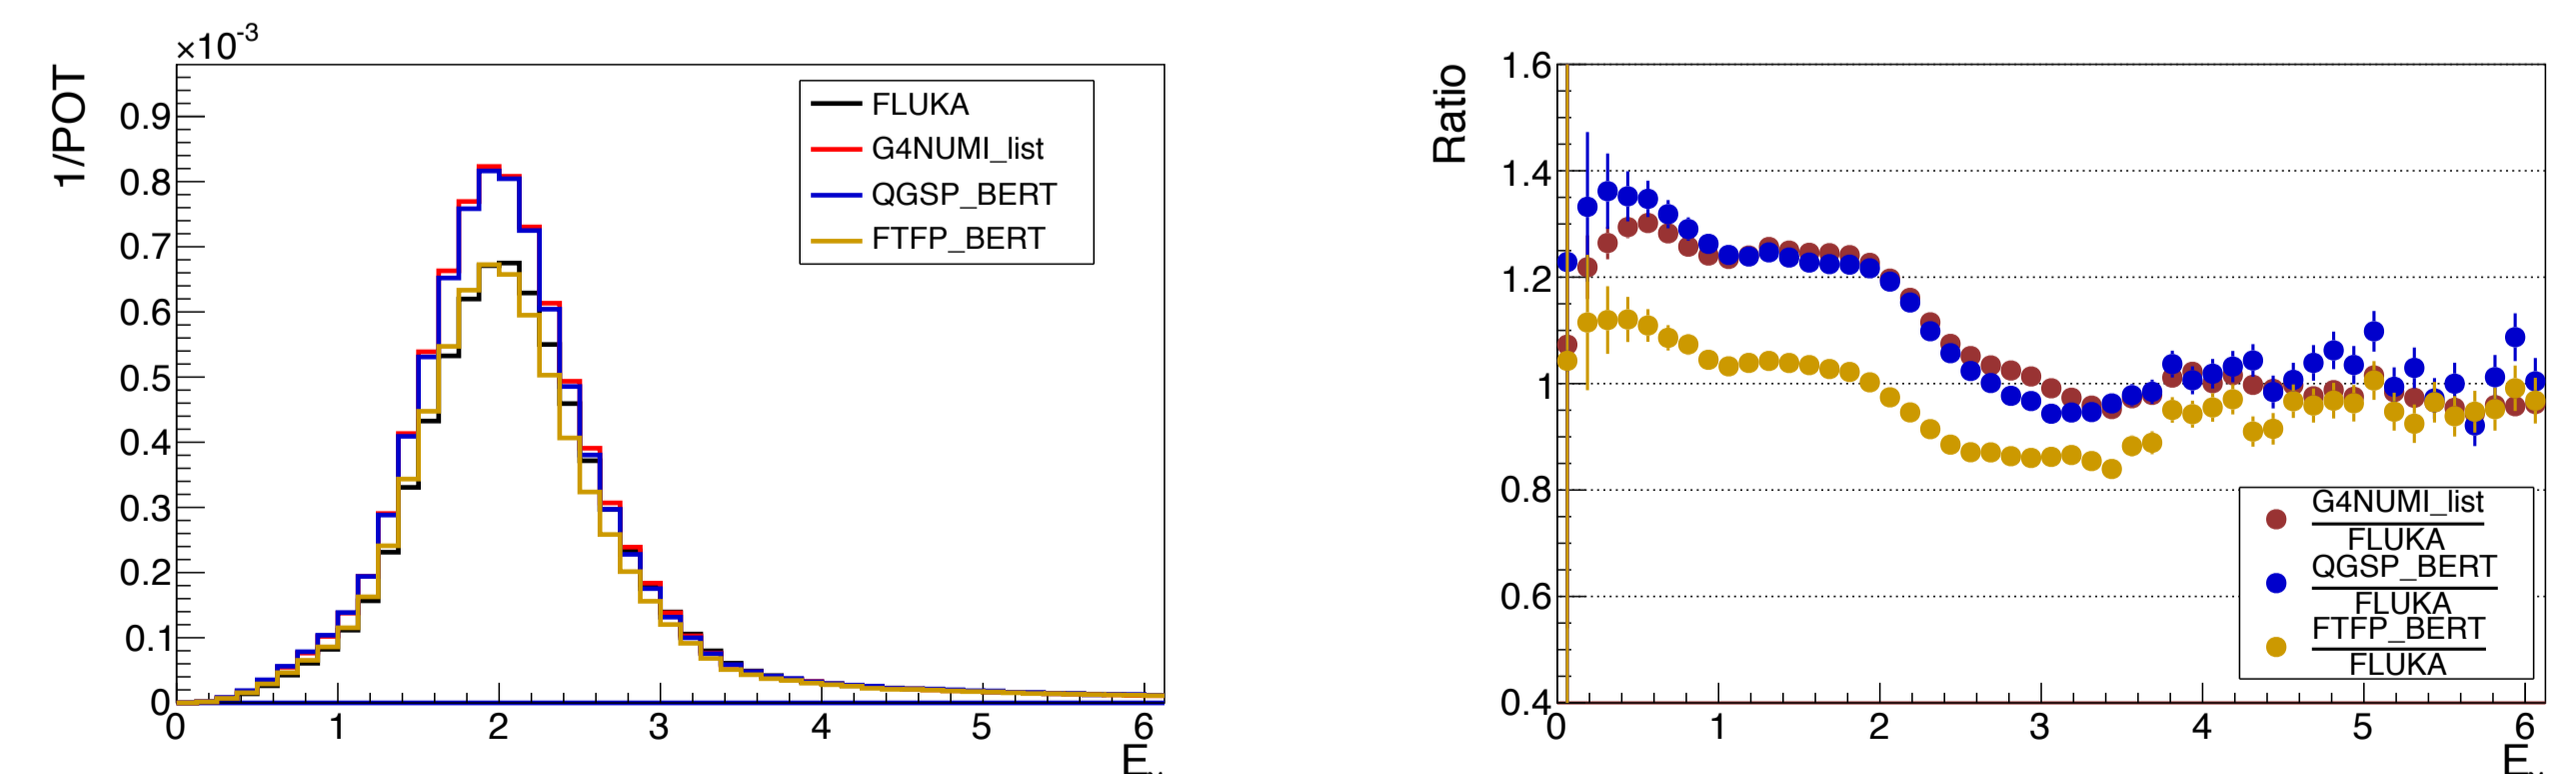 ×10-3
1/POT
0.9
0.8
0.7
0.6
0.5
0.4
0.3
0.2
0.1
0
0 1 2 3 4 5 6
FLUKA
G4NUMI_list
QGSP_BERT
FTFP_BERT
Ratio
1.6
1.4
1.2
1
0.8
0.6
0.4
0 1 2 3 4 5 6
G4NUMI_list
FLUKA
QGSP_BERT
FLUKA
FTFP_BERT
FLUKA